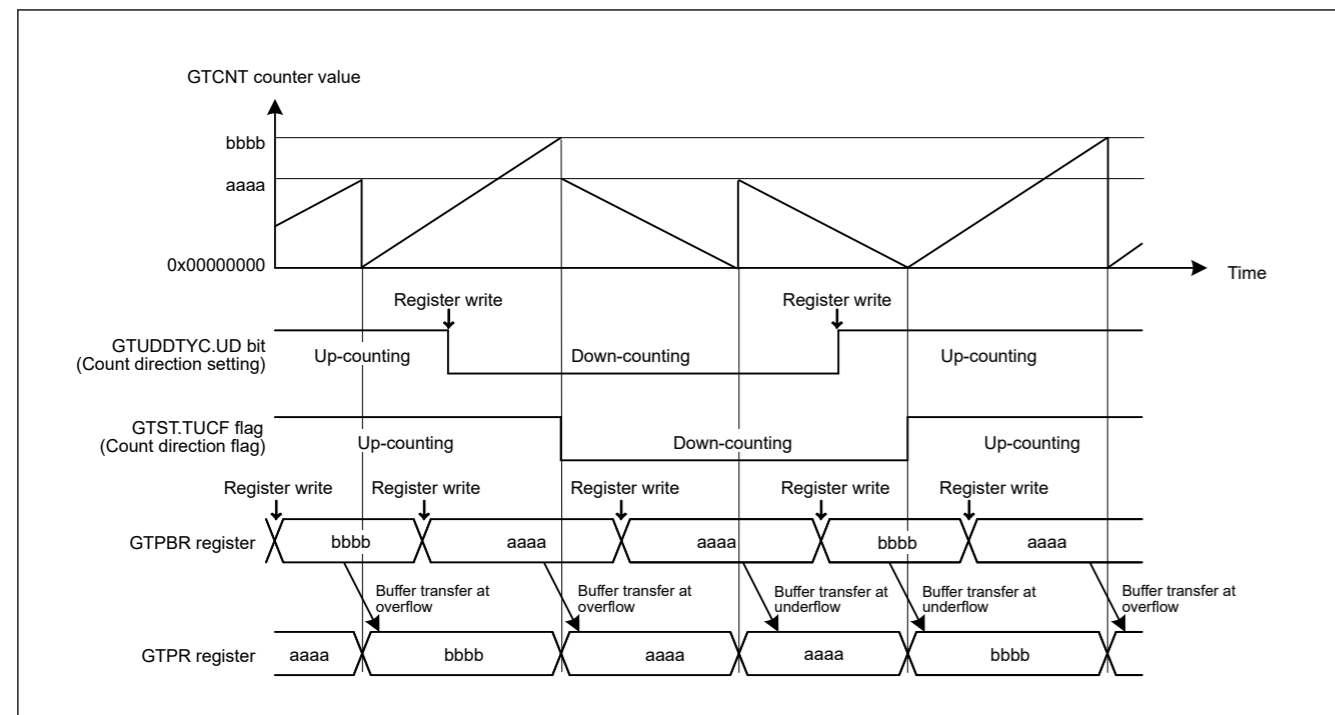 GTCNT counter value
bbbb
aaaa
0x00000000
Time
Register write
Register write
GTUDDTYC.UD bit
(Count direction setting)
Up-counting
Down-counting
Up-counting
GTST.TUCF flag
(Count direction flag)
Up-counting
Down-counting
Up-counting
Register write
Register write
Register write
Register write
Register write
GTPBR register
bbbb
aaaa
aaaa
bbbb
aaaa
Buffer transfer at
overflow
Buffer transfer at
overflow
Buffer transfer at
underflow
Buffer transfer at
underflow
Buffer transfer at
overflow
GTPR register
aaaa
bbbb
aaaa
aaaa
bbbb